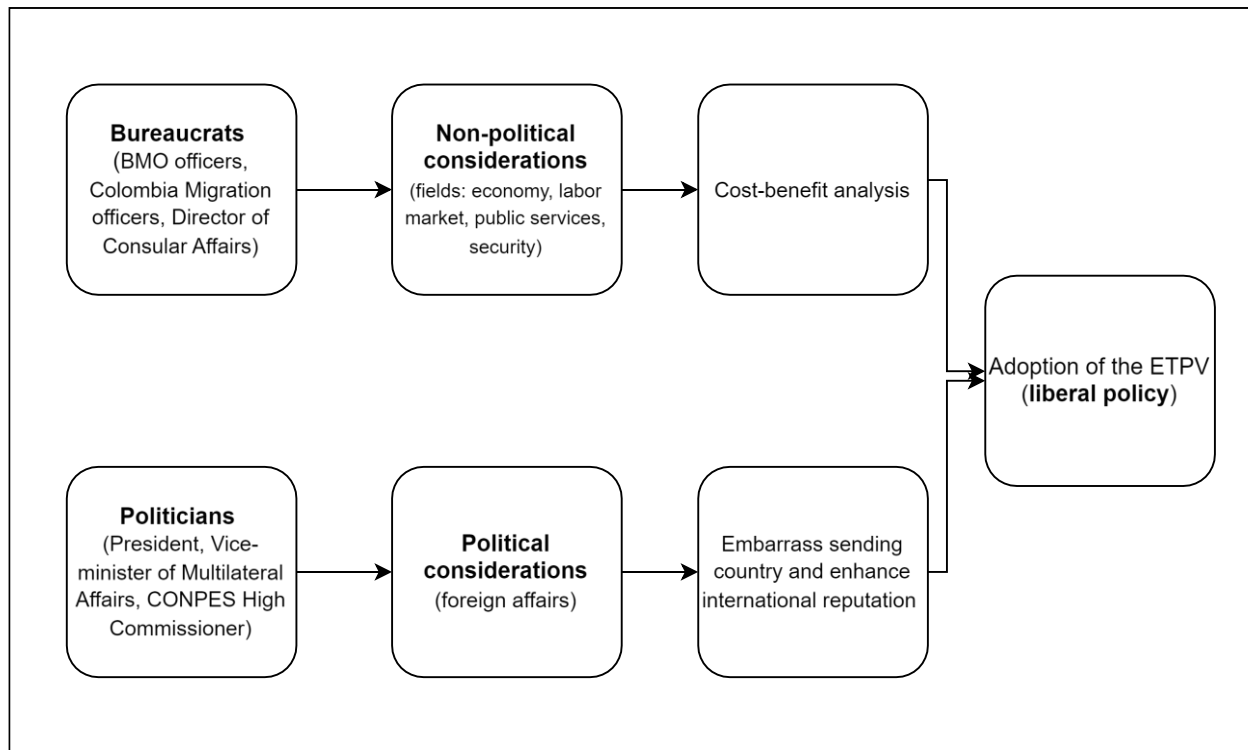 Bureaucrats
(BMO officers,
Colombia Migration
officers, Director of
Consular Affairs)
Non-political
considerations
(fields: economy, labor
market, public services,
security)
Cost-benefit analysis
Adoption of the ETPV
(liberal policy)
Politicians
(President, Vice-
minister of Multilateral
Affairs, CONPES High
Commissioner)
Political
considerations
(foreign affairs)
Embarrass sending
country and enhance
international reputation